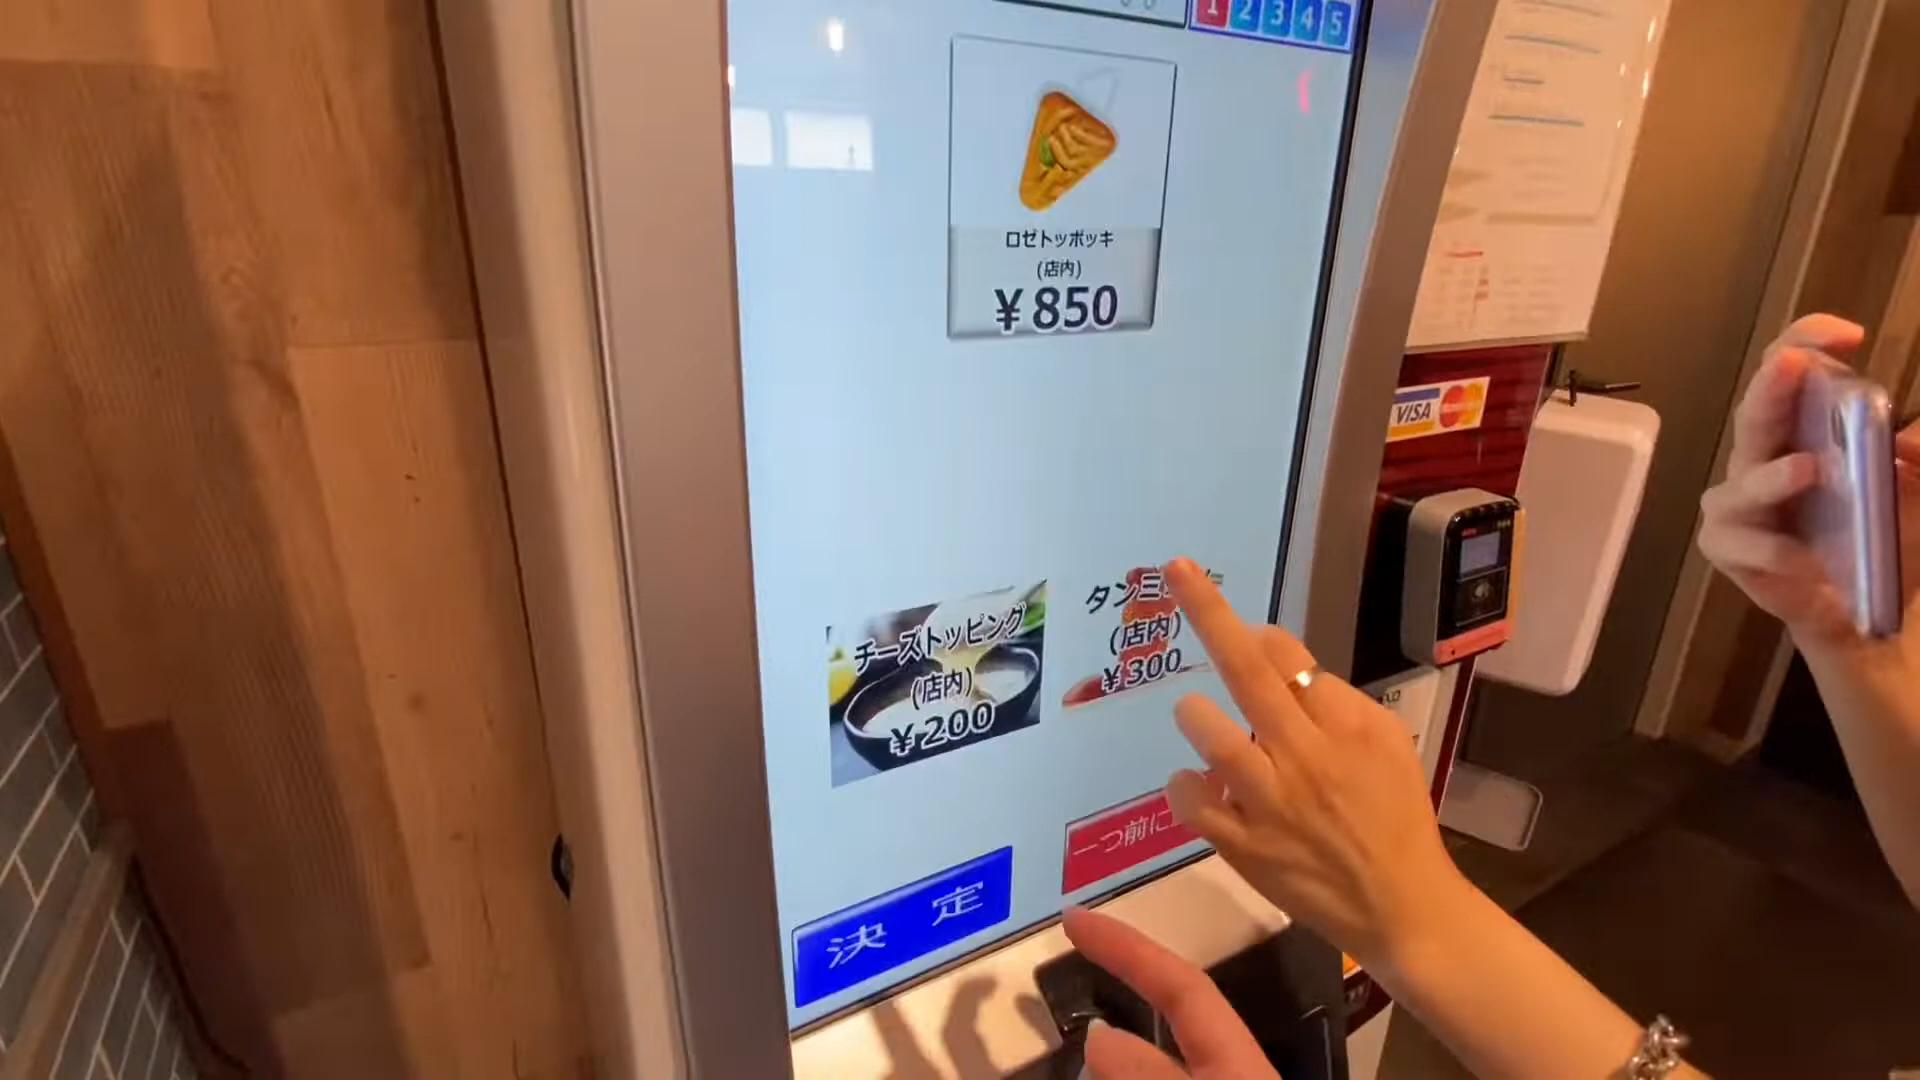 1 2 3 4 5
ロゼトッポッキ
(店内)
¥850
チーズトッピング
(店内)
¥200
タンミ
(店内)
¥300
一つ前に
決 定
VISA